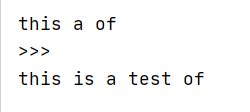 this a of
>>>
this is a test of